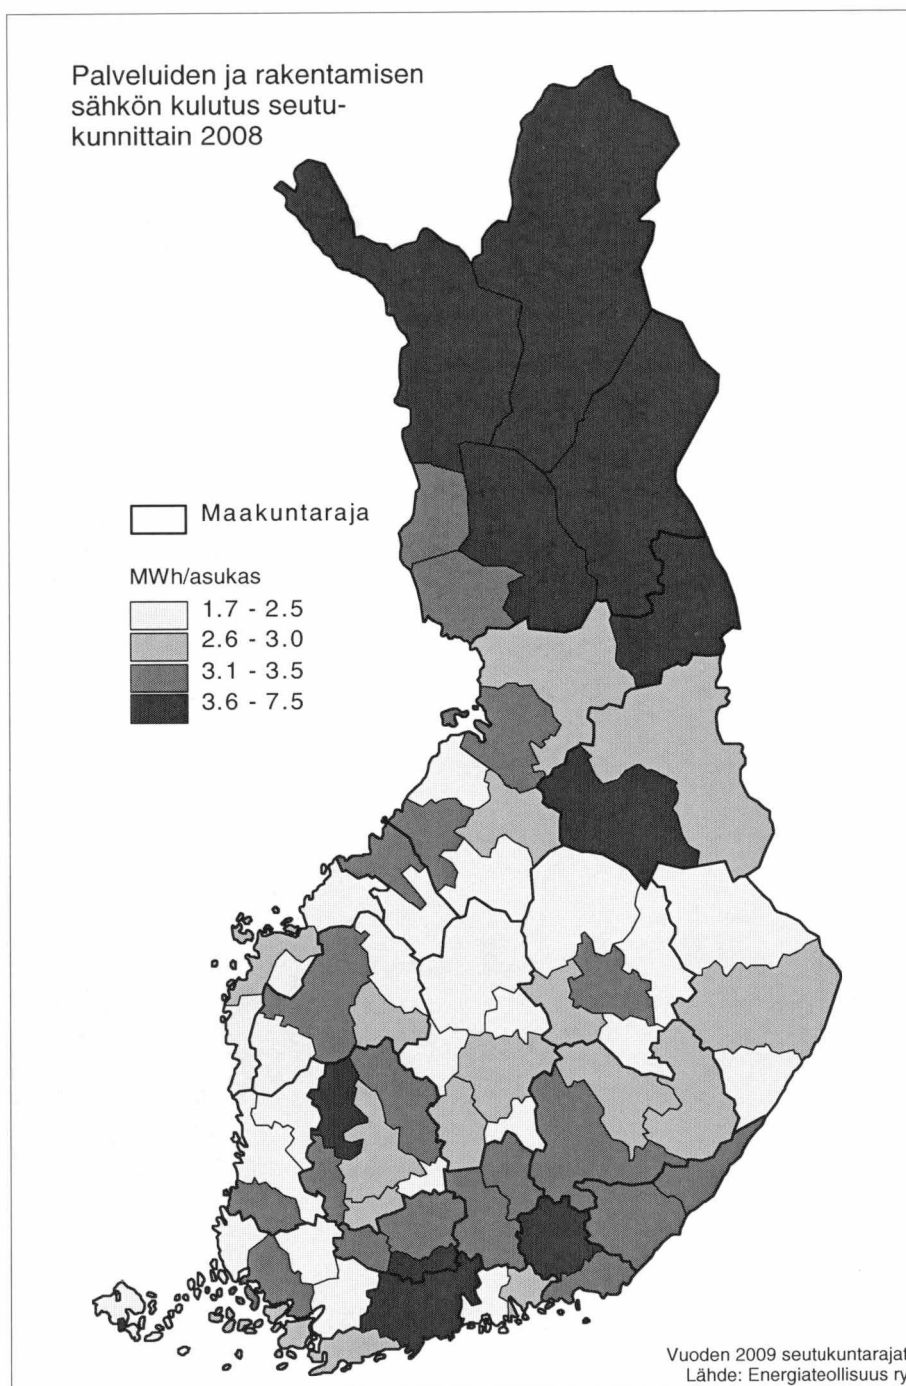 Palveluiden ja rakentamisen
sähkön kulutus seutu-
kunnittain 2008
Maakuntaraja
MWh/asukas
1.7 - 2.5
2.6 - 3.0
3.1 - 3.5
3.6 - 7.5
Vuoden 2009 seutukuntarajat
Lähde: Energiateollisuus ry